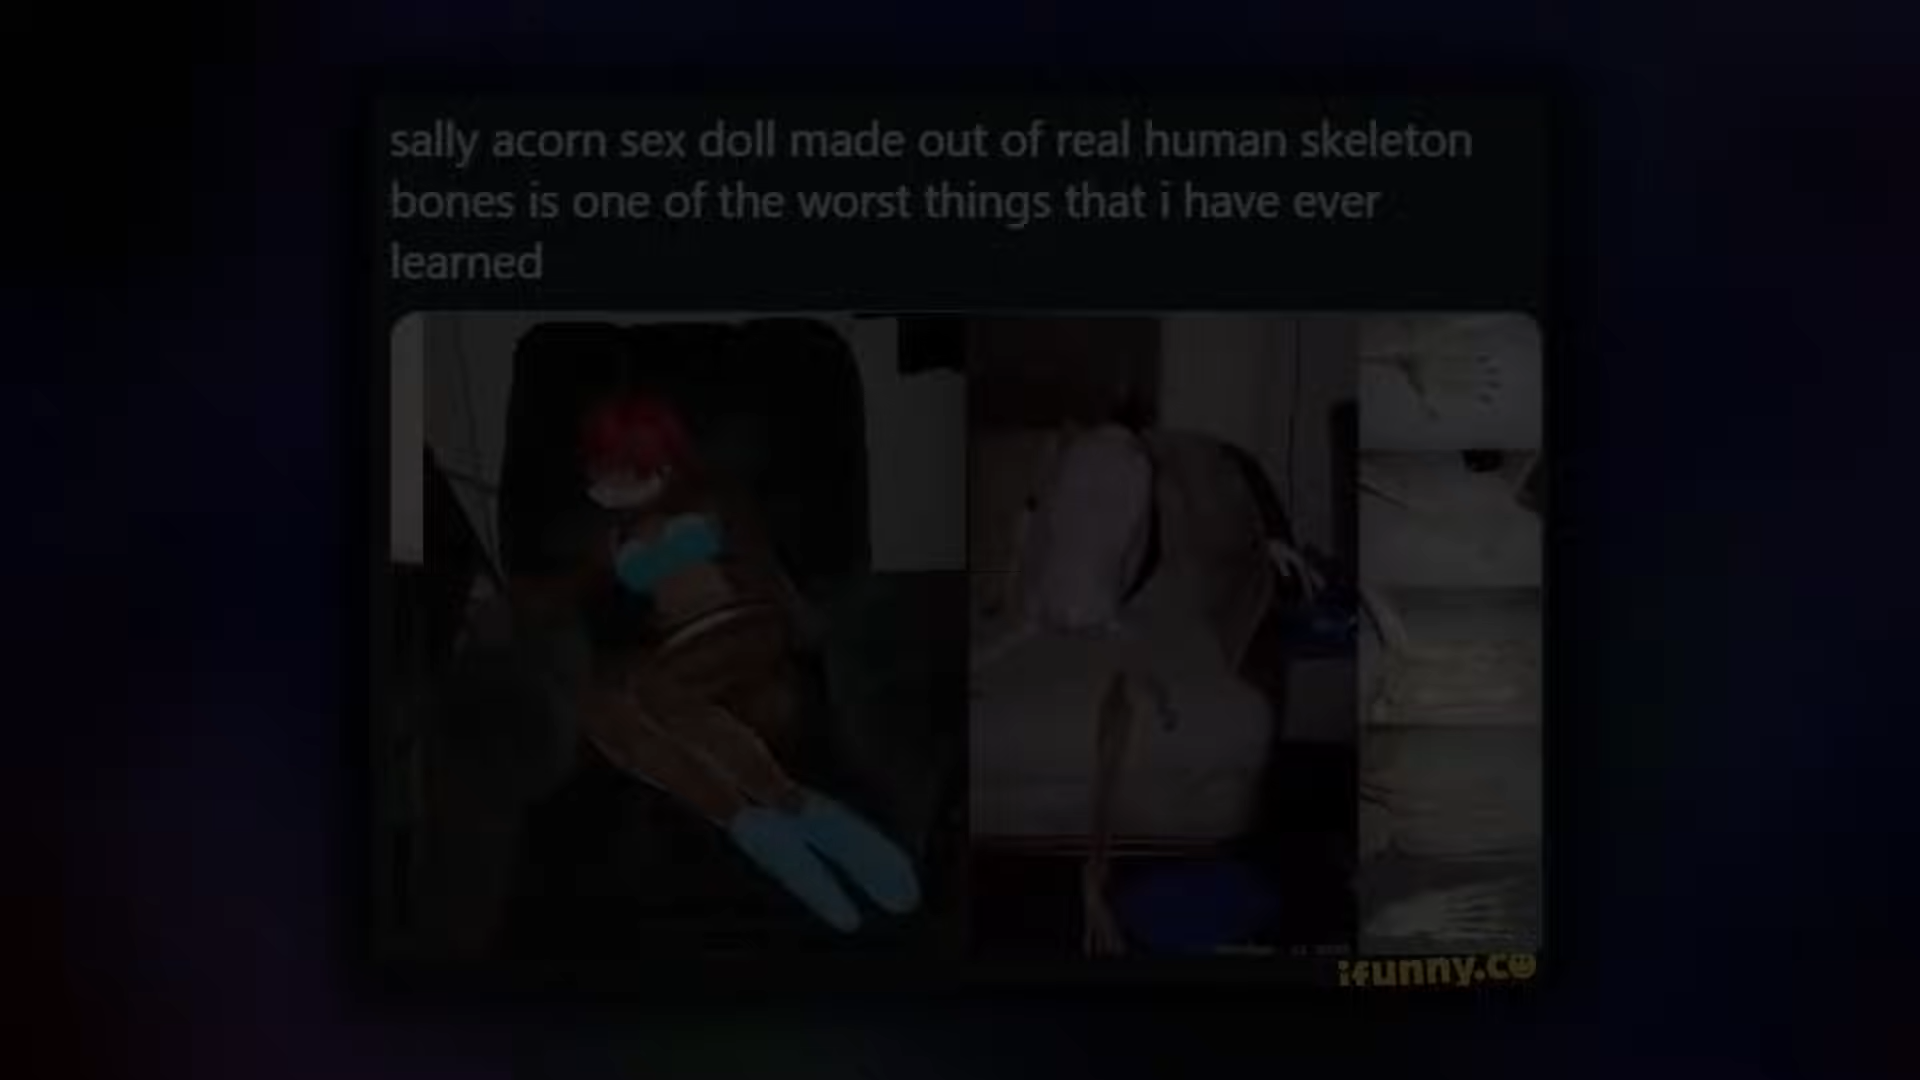 sally acorn sex doll made out of real human skeleton
bones is one of the worst things that i have ever
learned
ifunny.co